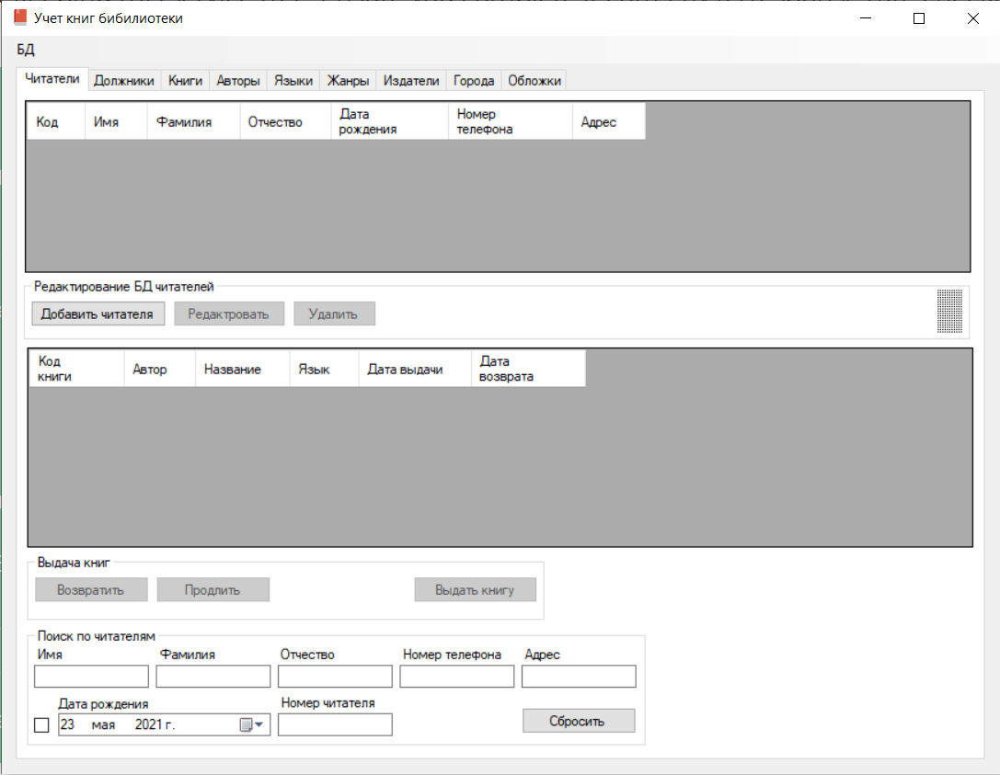 Учет книг бибилиотеки
БД
Читатели Должники Книги Авторы Языки Жанры Издатели Города Обложки
Код Имя Фамилия Отчество Дата рождения Номер телефона Адрес
Редактирование БД читателей
Добавить читателя Редактровать Удалить
Код книги Автор Название Язык Дата выдачи Дата возврата
Выдача книг
Возвратить Продлить Выдать книгу
Поиск по читателям
Имя Фамилия Отчество Номер телефона Адрес
Дата рождения Номер читателя
23 мая 2021 г. Сбросить